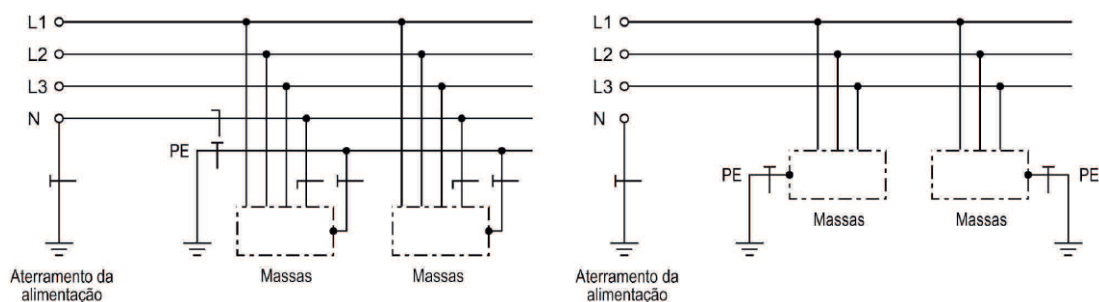 L1
L2
L3
N
PE
Massas
Massas
Aterramento da
alimentação
L1
L2
L3
N
PE
PE
Massas
Massas
Aterramento da
alimentação